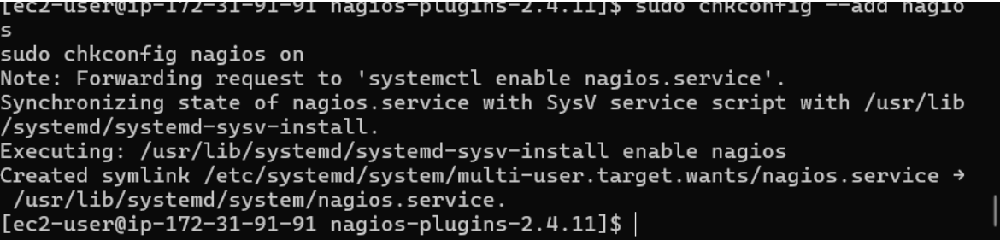 [ec2-user@ip-172-31-91-91 nagios-plugins-2.4.11]$ sudo chkconfig --add nagio
s
sudo chkconfig nagios on
Note: Forwarding request to 'systemctl enable nagios.service'.
Synchronizing state of nagios.service with SysV service script with /usr/lib
/systemd/systemd-sysv-install.
Executing: /usr/lib/systemd/systemd-sysv-install enable nagios
Created symlink /etc/systemd/system/multi-user.target.wants/nagios.service →
 /usr/lib/systemd/system/nagios.service.
[ec2-user@ip-172-31-91-91 nagios-plugins-2.4.11]$